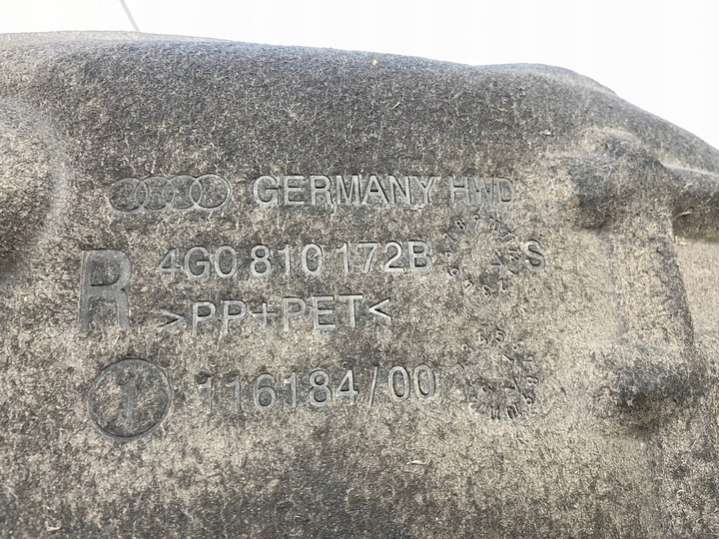 GERMANY HWD
R 4G0 810 172B S
>PP+PET<
116184/00